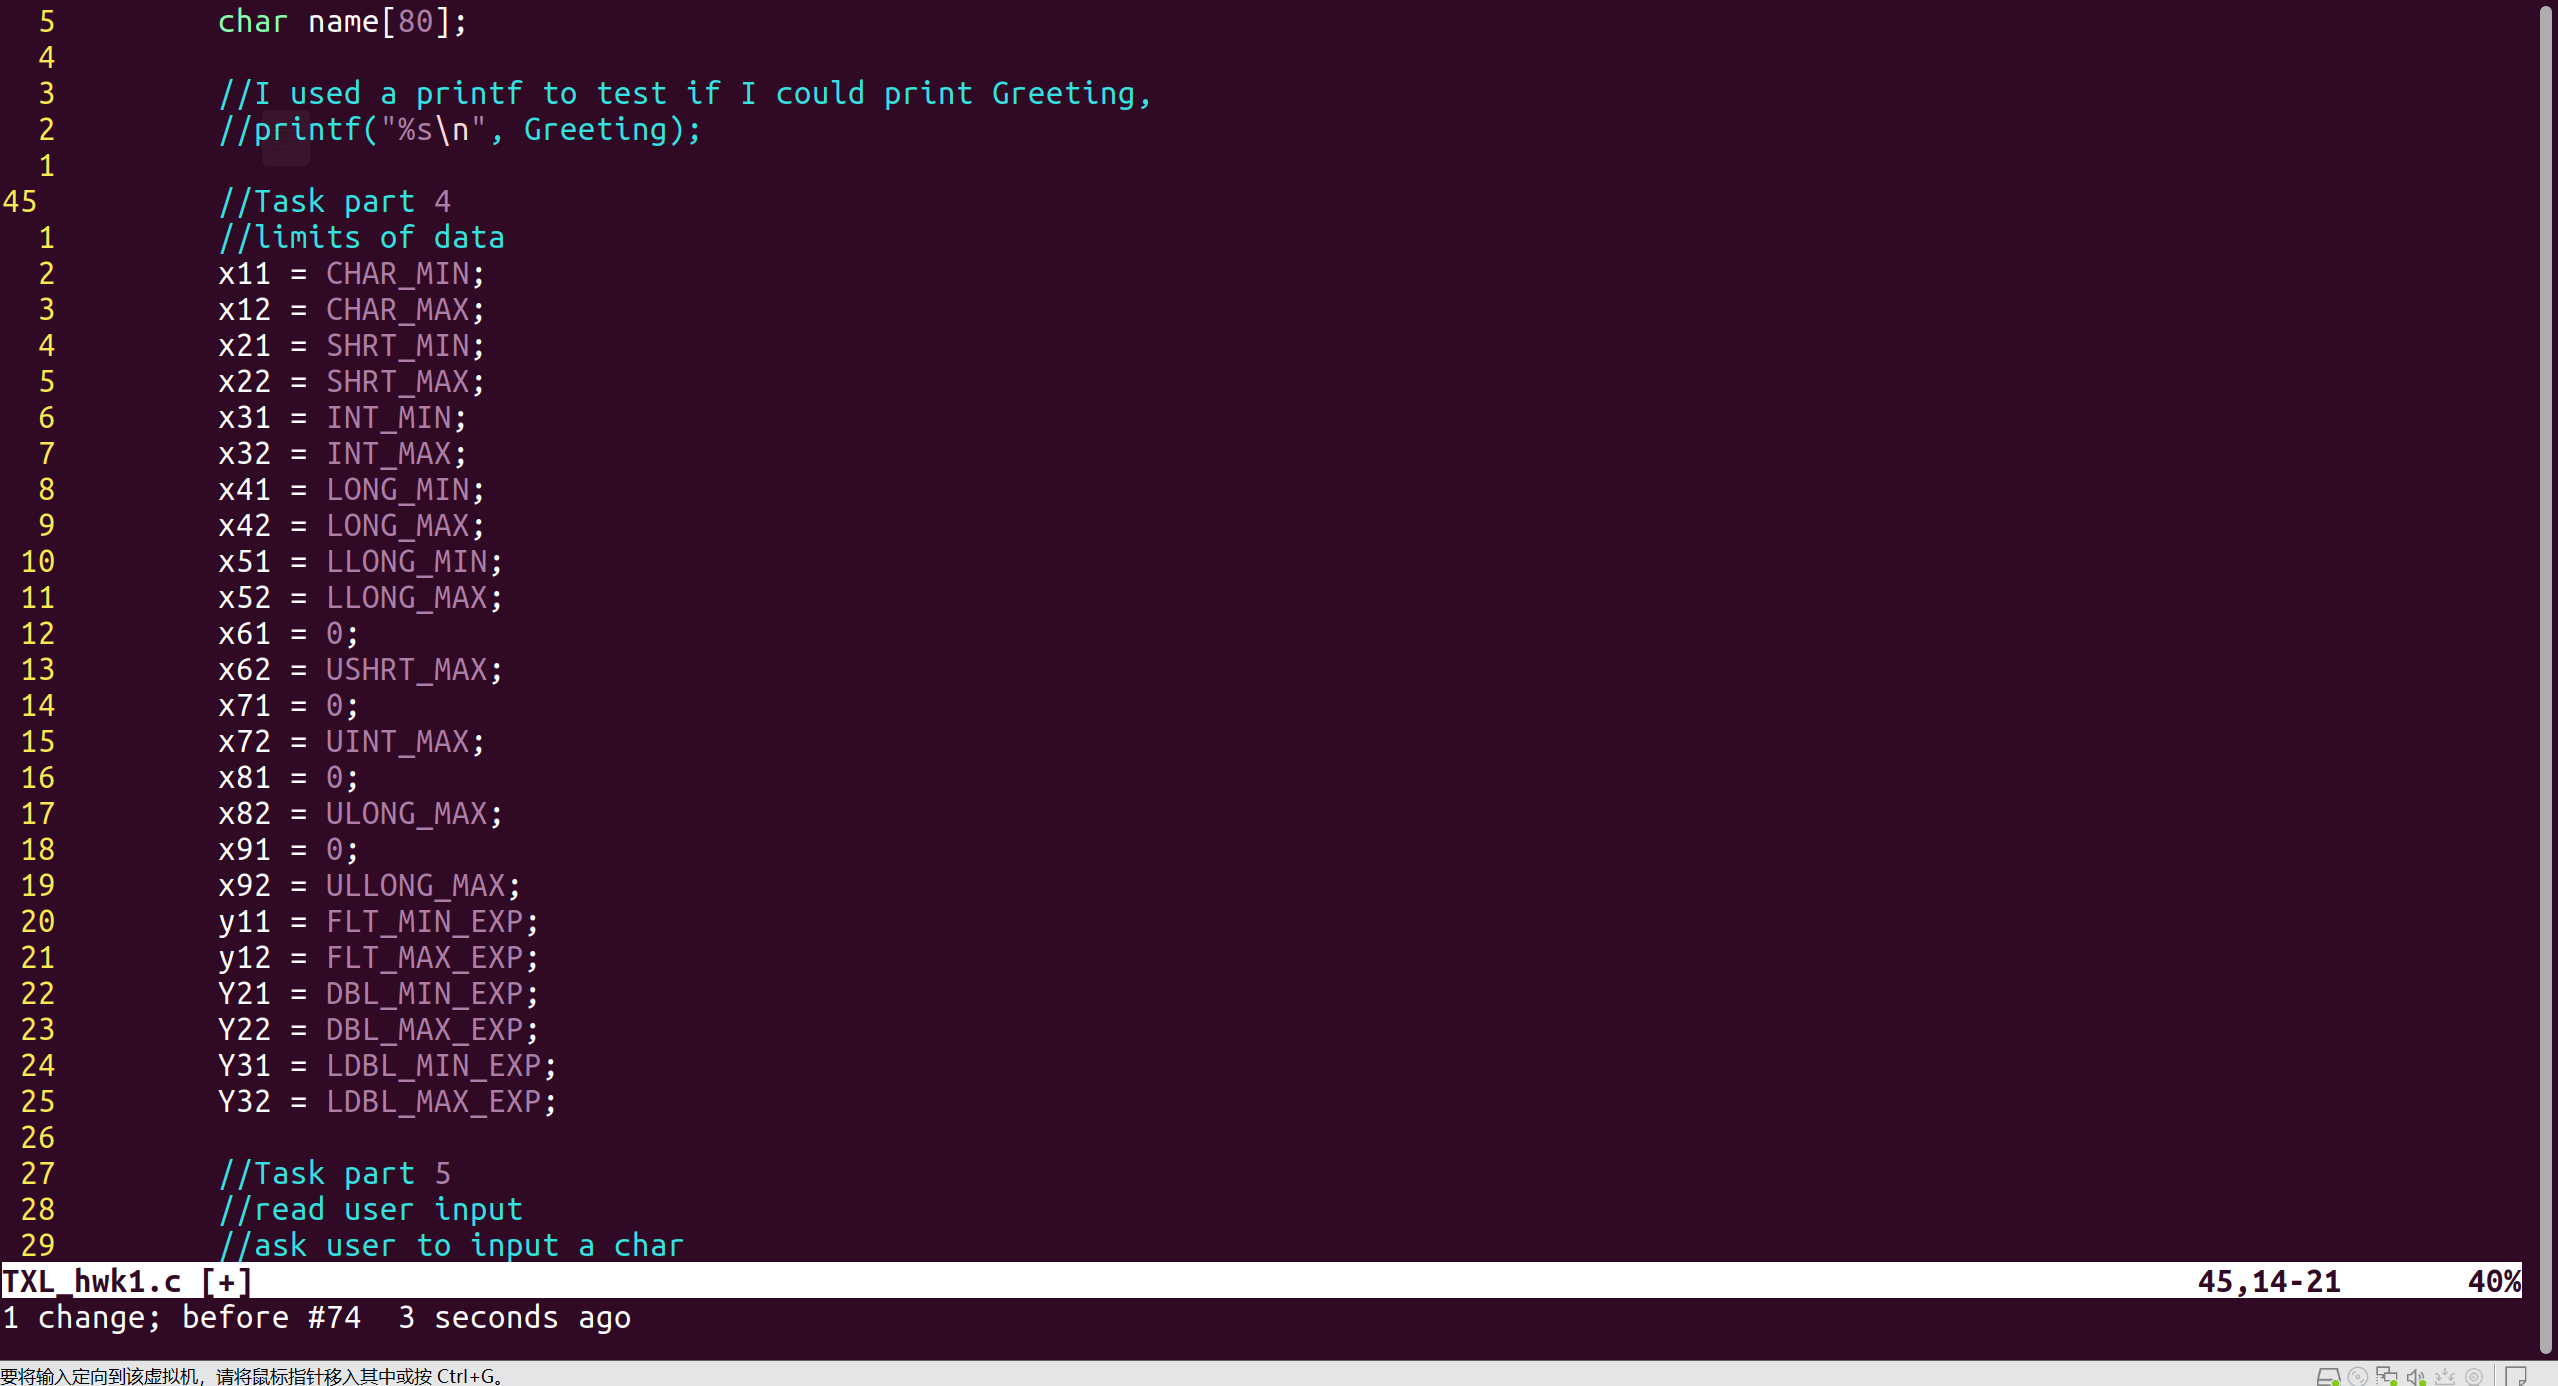 5 char name[80];
4
3 //I used a printf to test if I could print Greeting,
2 //printf("%s\n", Greeting);
1
45 //Task part 4
1 //limits of data
2 x11 = CHAR_MIN;
3 x12 = CHAR_MAX;
4 x21 = SHRT_MIN;
5 x22 = SHRT_MAX;
6 x31 = INT_MIN;
7 x32 = INT_MAX;
8 x41 = LONG_MIN;
9 x42 = LONG_MAX;
10 x51 = LLONG_MIN;
11 x52 = LLONG_MAX;
12 x61 = 0;
13 x62 = USHRT_MAX;
14 x71 = 0;
15 x72 = UINT_MAX;
16 x81 = 0;
17 x82 = ULONG_MAX;
18 x91 = 0;
19 x92 = ULLONG_MAX;
20 y11 = FLT_MIN_EXP;
21 y12 = FLT_MAX_EXP;
22 Y21 = DBL_MIN_EXP;
23 Y22 = DBL_MAX_EXP;
24 Y31 = LDBL_MIN_EXP;
25 Y32 = LDBL_MAX_EXP;
26
27 //Task part 5
28 //read user input
29 //ask user to input a char
TXL_hwk1.c [+] 45,14-21 40%
1 change; before #74 3 seconds ago
要将输入定向到该虚拟机，请将鼠标指针移入其中或按 Ctrl+G。